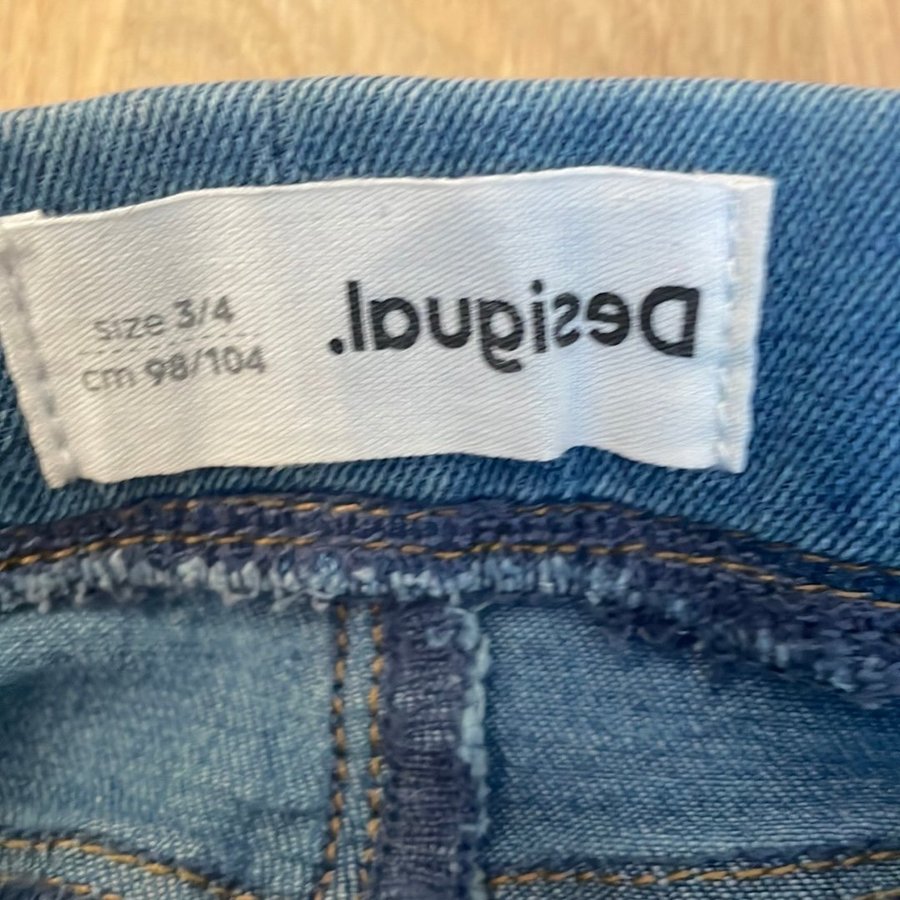 size 3/4
cm 98/104
Desigual.